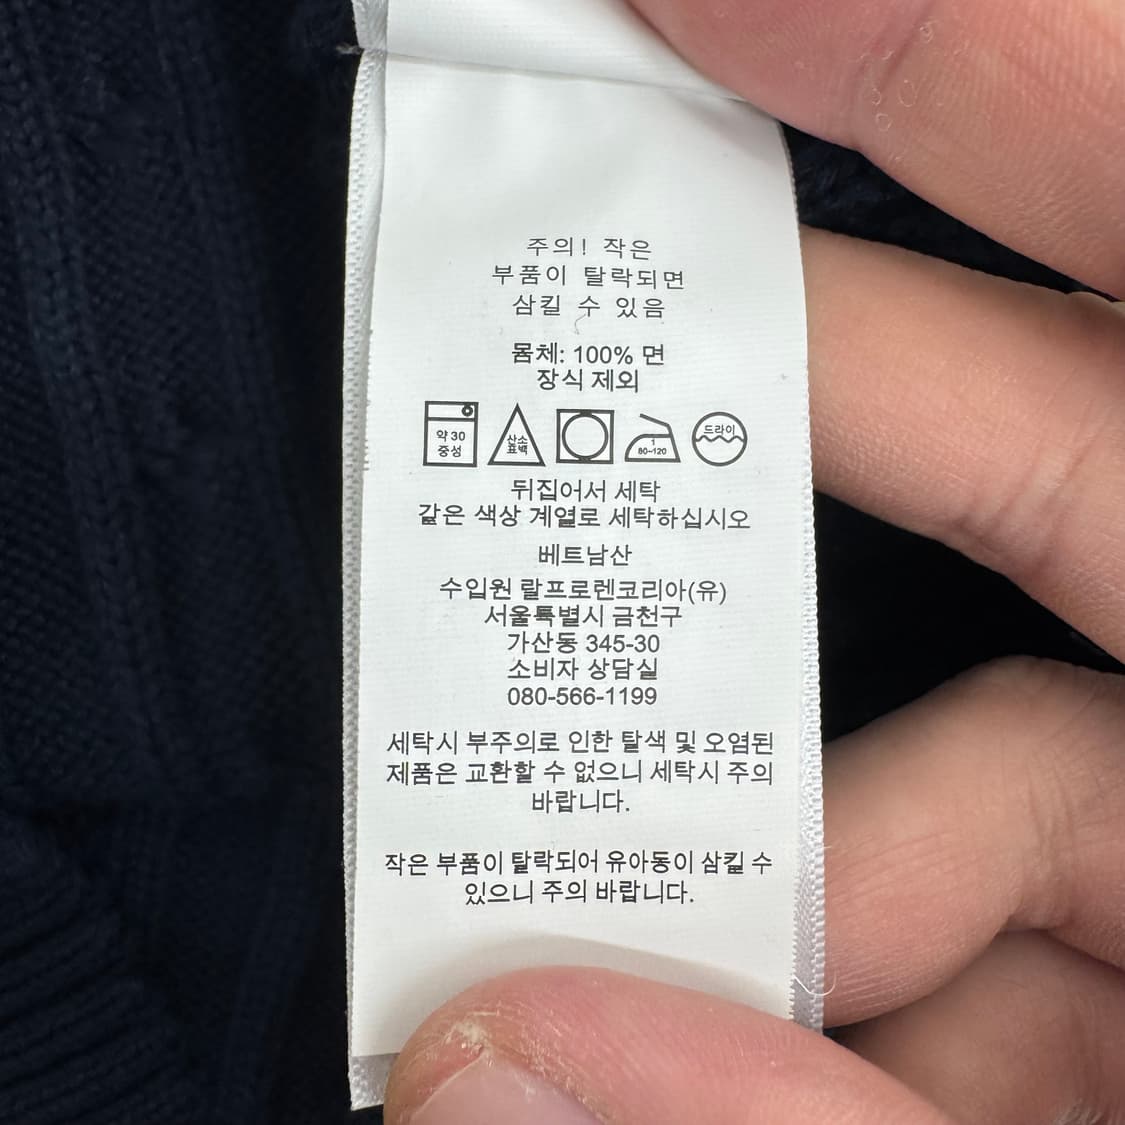 주의! 작은
부품이 탈락되면
삼킬 수 있음
몸체: 100% 면
장식 제외
약 30
중성
산소
표백
1
80~120
드라이
뒤집어서 세탁
같은 색상 계열로 세탁하십시오
베트남산
수입원 랄프로렌코리아(유)
서울특별시 금천구
가산동 345-30
소비자 상담실
080-566-1199
세탁시 부주의로 인한 탈색 및 오염된
제품은 교환할 수 없으니 세탁시 주의
바랍니다.
작은 부품이 탈락되어 유아동이 삼킬 수
있으니 주의 바랍니다.